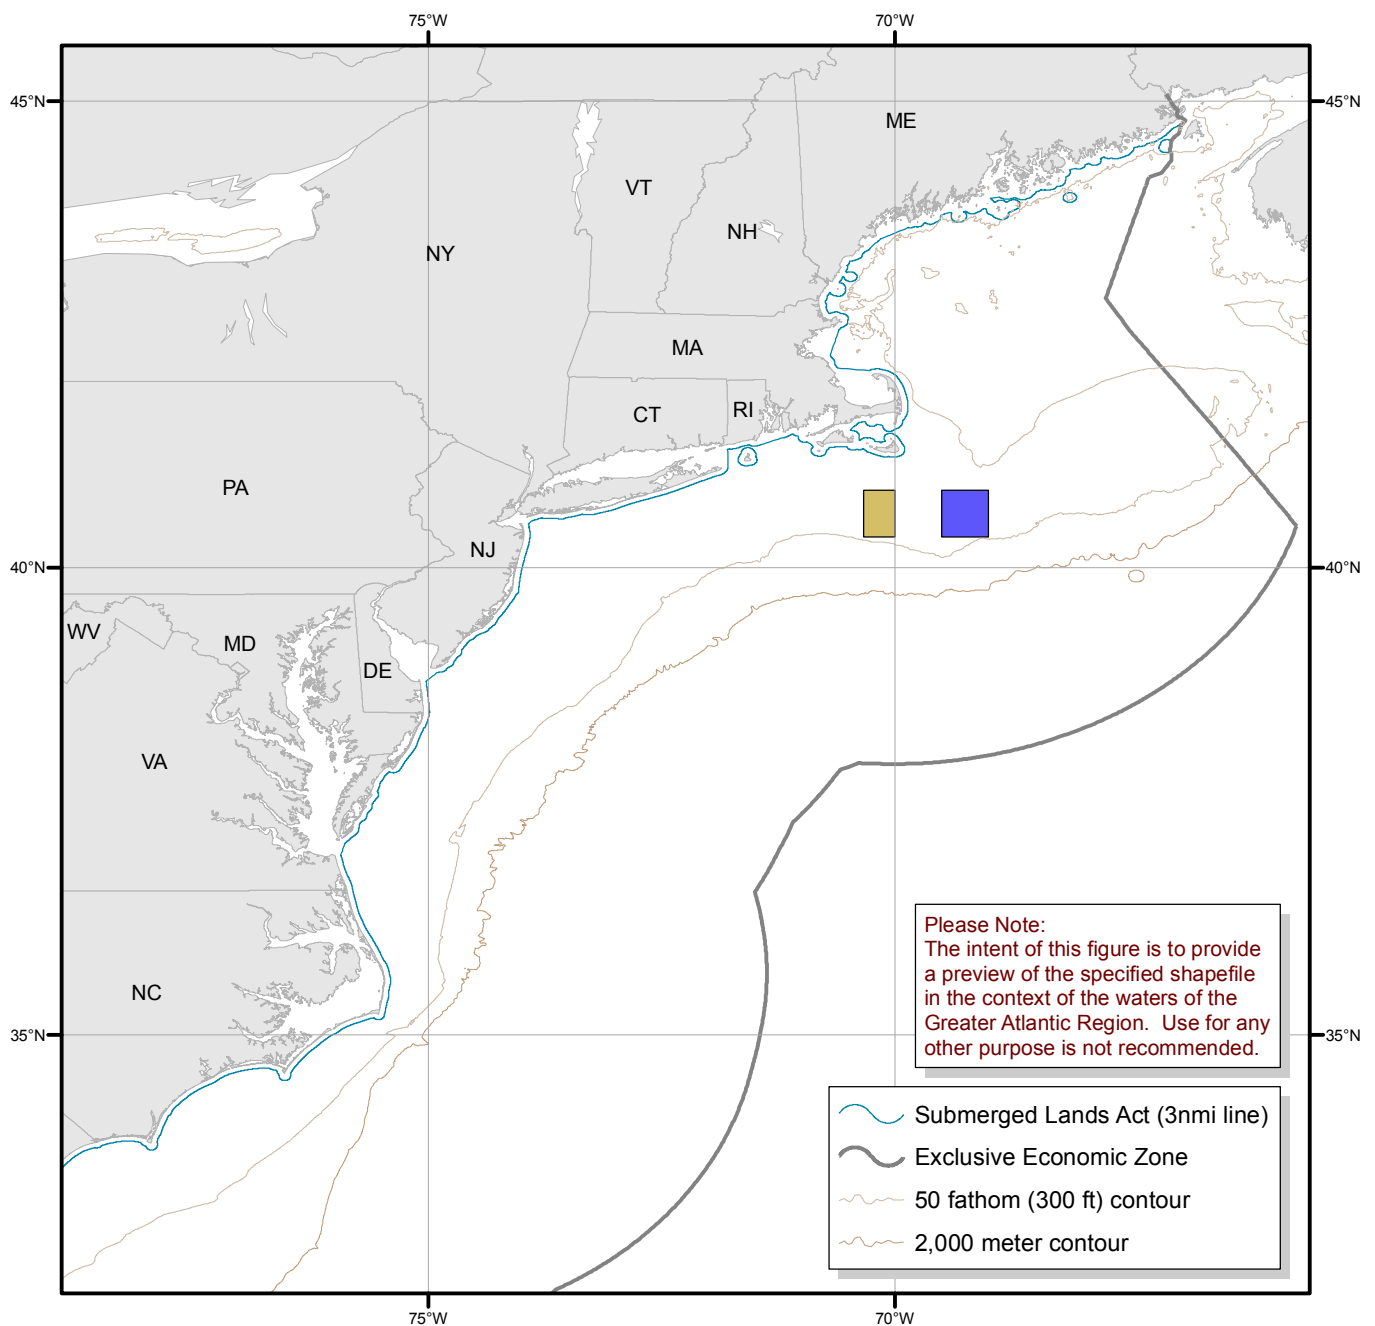 75°W
70°W
45°N
45°N
ME
VT
NH
NY
MA
CT
RI
PA
NJ
40°N
40°N
WV
MD
DE
VA
NC
35°N
35°N
Please Note:
The intent of this figure is to provide
a preview of the specified shapefile
in the context of the waters of the
Greater Atlantic Region. Use for any
other purpose is not recommended.
Submerged Lands Act (3nmi line)
Exclusive Economic Zone
50 fathom (300 ft) contour
2,000 meter contour
75°W
70°W